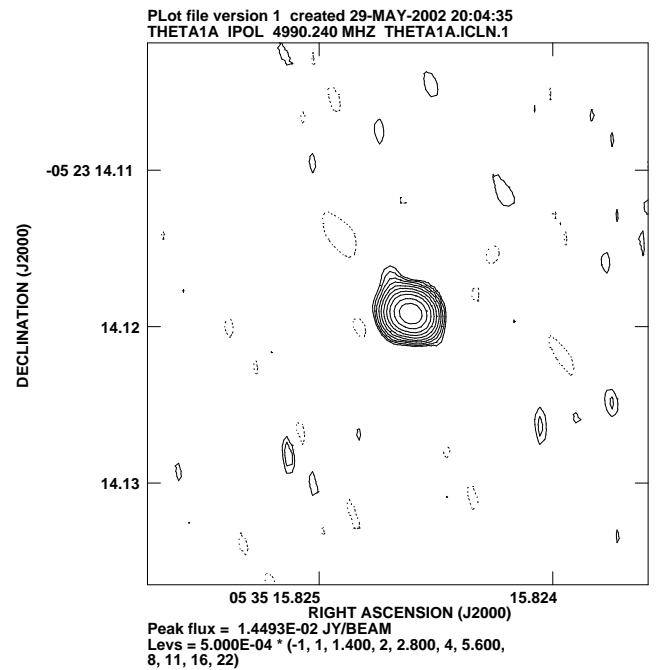 PLot file version 1  created 29-MAY-2002 20:04:35
THETA1A  IPOL  4990.240 MHZ  THETA1A.ICLN.1
-05 23 14.11
DECLINATION (J2000)
14.12
14.13
05 35 15.825
15.824
RIGHT ASCENSION (J2000)
Peak flux =  1.4493E-02 JY/BEAM
Levs = 5.000E-04 * (-1, 1, 1.400, 2, 2.800, 4, 5.600,
8, 11, 16, 22)